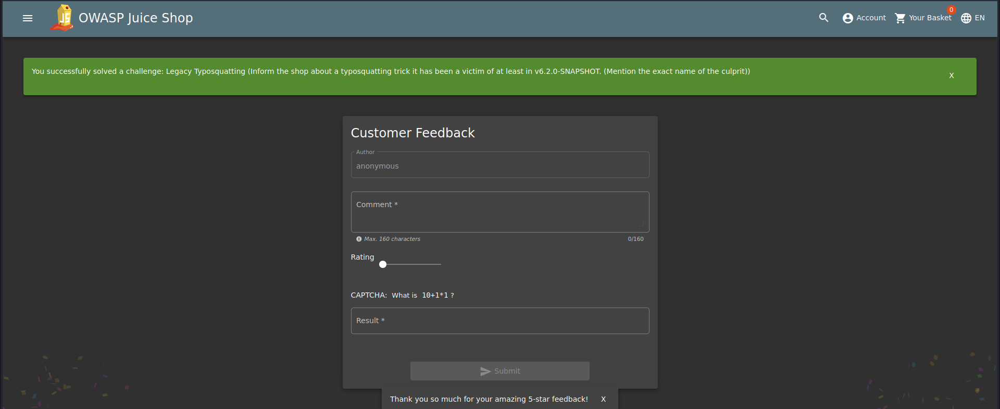 JS OWASP Juice Shop Account Your Basket 0 EN
You successfully solved a challenge: Legacy Typosquatting (Inform the shop about a typosquatting trick it has been a victim of at least in v6.2.0-SNAPSHOT. (Mention the exact name of the culprit))
X
Customer Feedback
Author
anonymous
Comment *
Max. 160 characters 0/160
Rating
CAPTCHA: What is 10+1*1 ?
Result *
Submit
Thank you so much for your amazing 5-star feedback! X